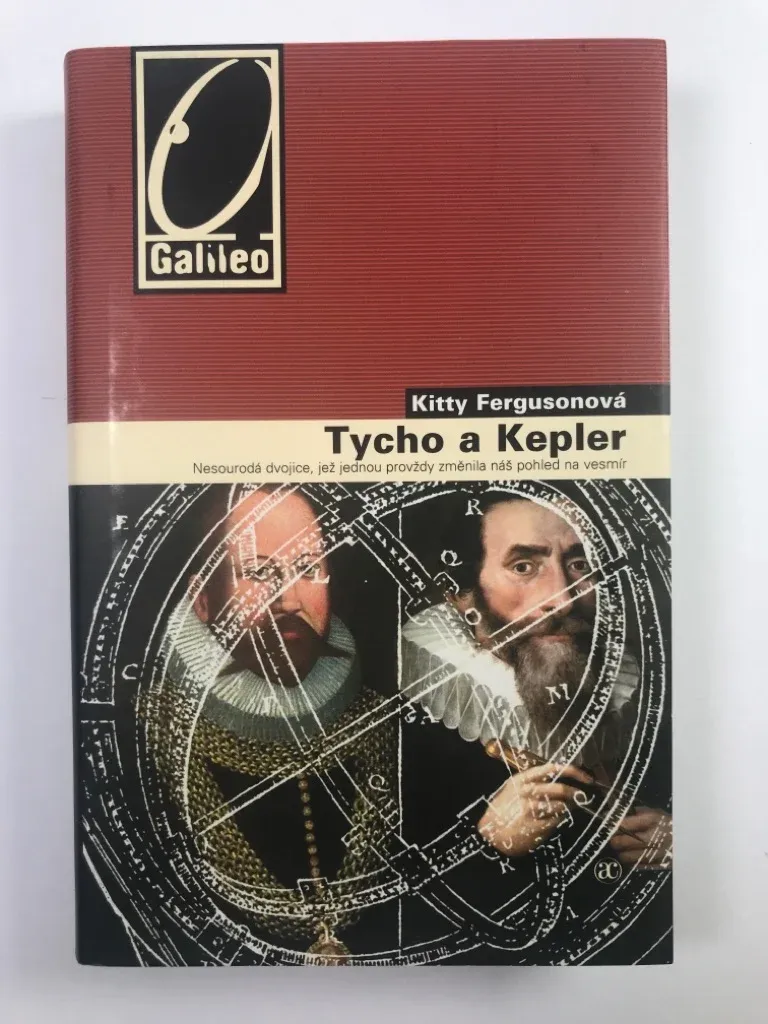 Galileo
Kitty Fergusonová
Tycho a Kepler
Nesourodá dvojice, jež jednou provždy změnila náš pohled na vesmír
E
R
Q
O
L
C
M
G A
Q
Q
K
æ
I